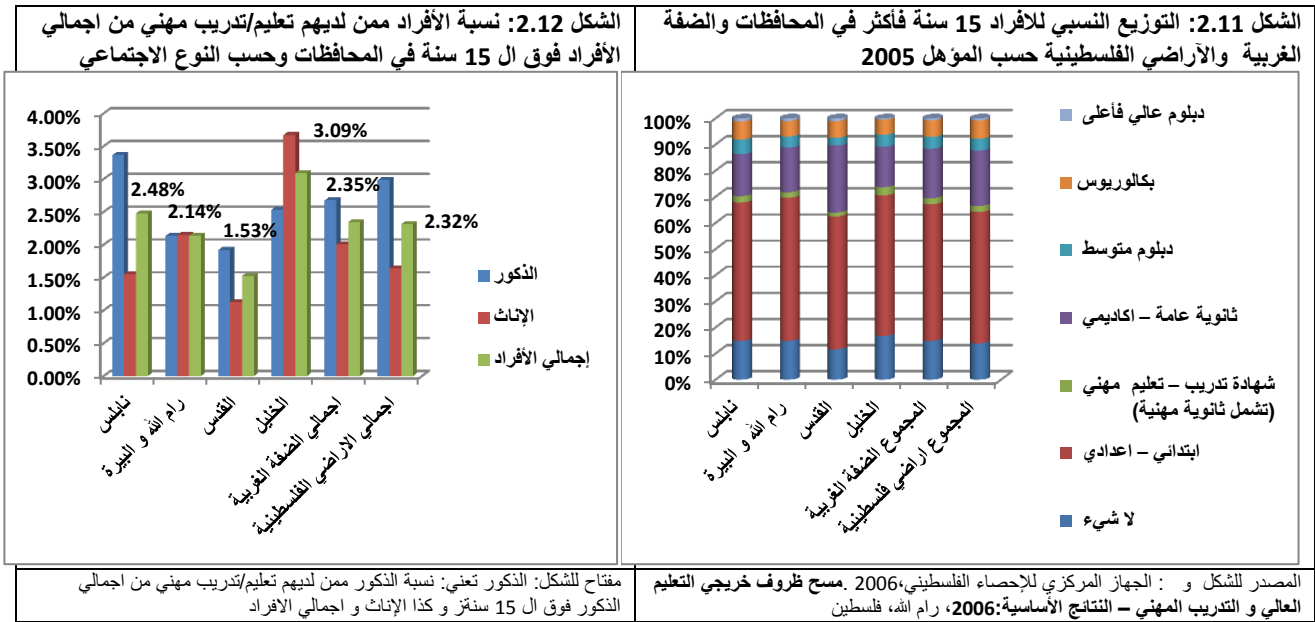 الشكل 2.11: التوزيع النسبي للافراد 15 سنة فأكثر في المحافظات والضفة
الغربية والآراضي الفلسطينية حسب المؤهل 2005
100%
90%
80%
70%
60%
50%
40%
30%
20%
10%
0%
نابلس
رام الله و البيرة
القدس
الخليل
المجموع الضفة الغربية
المجموع اراضي فلسطينية
دبلوم عالي فأعلى
بكالوريوس
دبلوم متوسط
ثانوية عامة – اكاديمي
شهادة تدريب – تعليم مهني
(تشمل ثانوية مهنية)
ابتدائي – اعدادي
لا شيء
المصدر للشكل و : الجهاز المركزي للإحصاء الفلسطيني،2006 .مسح ظروف خريجي التعليم
العالي و التدريب المهني – النتائج الأساسية:2006، رام الله، فلسطين
الشكل 2.12: نسبة الأفراد ممن لديهم تعليم/تدريب مهني من اجمالي
الأفراد فوق ال 15 سنة في المحافظات وحسب النوع الاجتماعي
4.00%
3.50%
3.00%
2.50%
2.00%
1.50%
1.00%
0.50%
0.00%
2.48%
2.14%
1.53%
3.09%
2.35%
2.32%
نابلس
رام الله و البيرة
القدس
الخليل
اجمالي الضفة الغربية
اجمالي الاراضي الفلسطينية
الذكور
الإناث
إجمالي الأفراد
مفتاح للشكل: الذكور تعني: نسبة الذكور ممن لديهم تعليم/تدريب مهني من اجمالي
الذكور فوق ال 15 سنةز و كذا الإناث و اجمالي الافراد